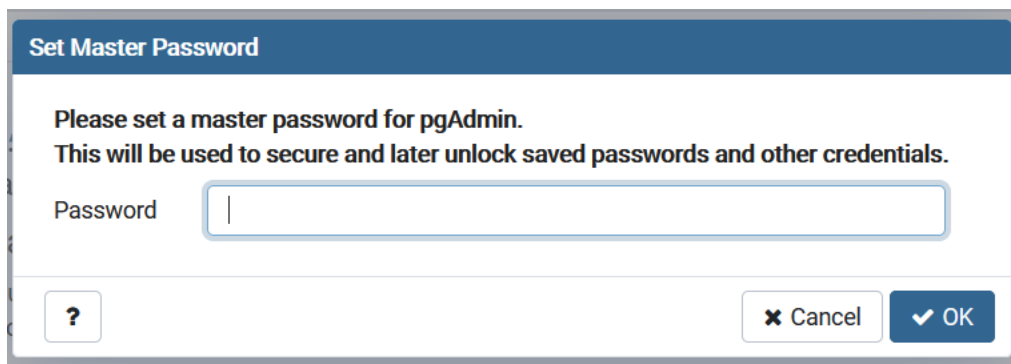 Set Master Password
Please set a master password for pgAdmin.
This will be used to secure and later unlock saved passwords and other credentials.
Password
?
Cancel
OK